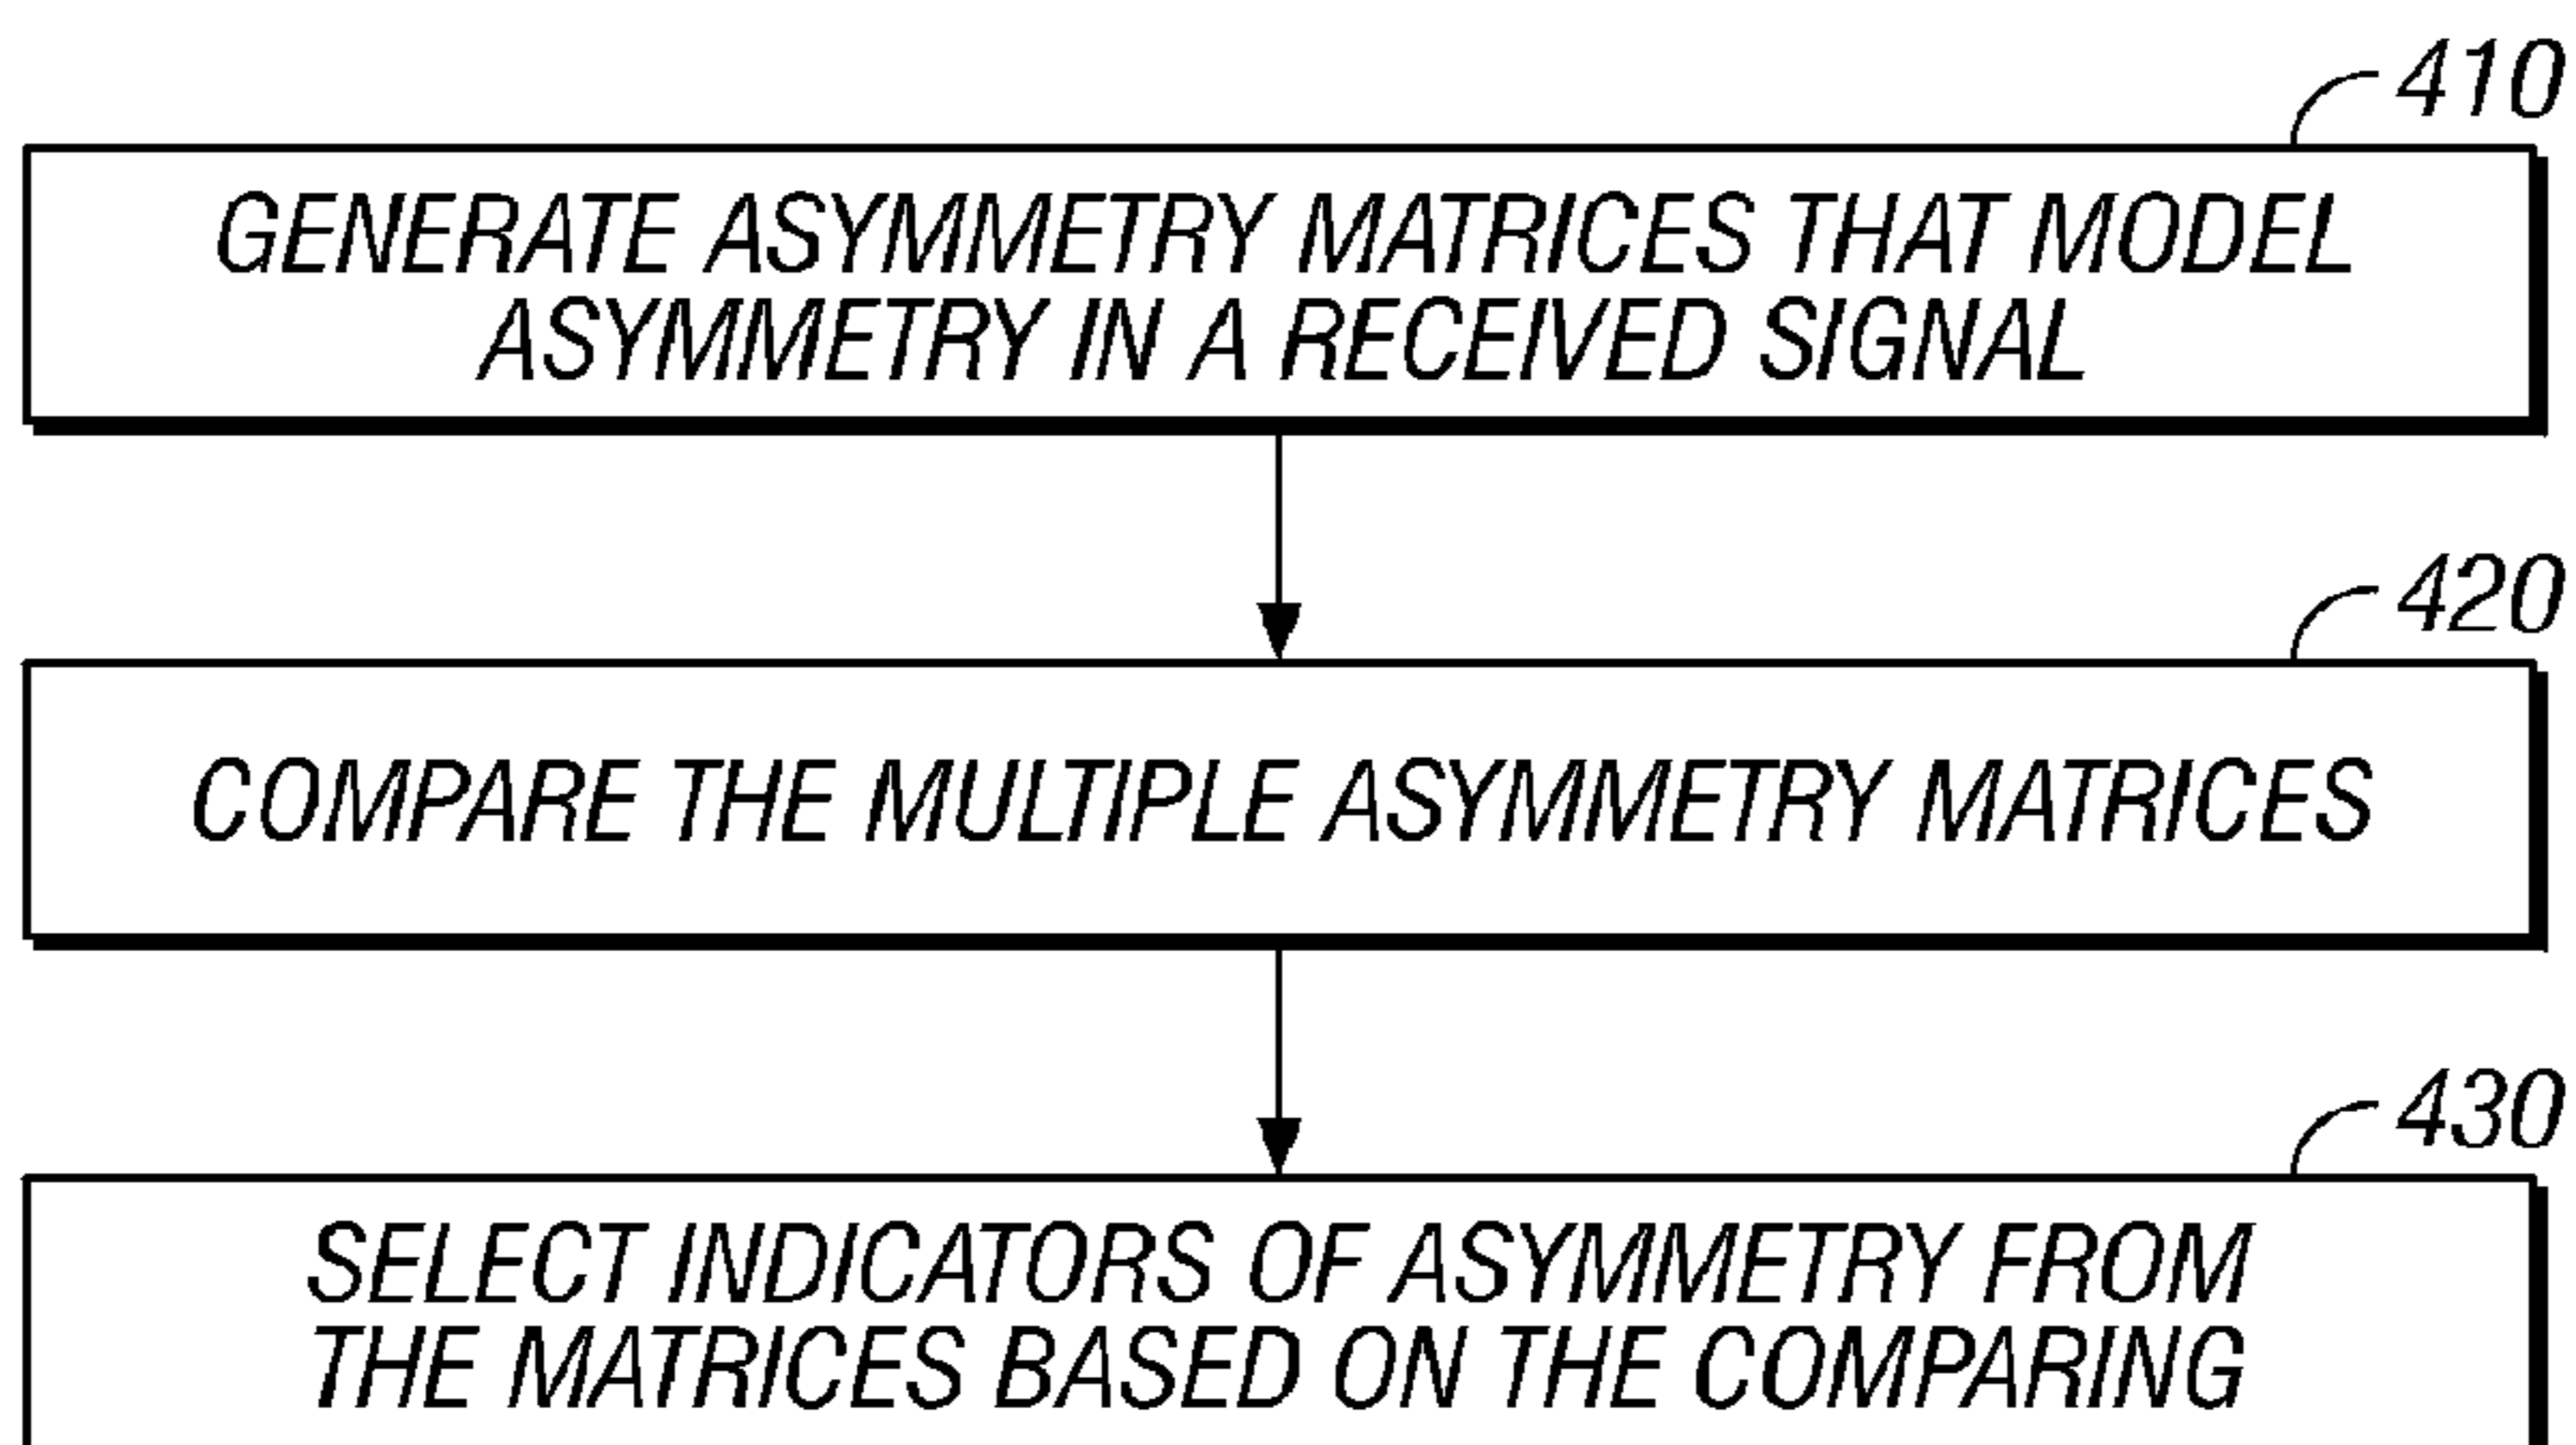 410
GENERATE ASYMMETRY MATRICES THAT MODEL
ASYMMETRY IN A RECEIVED SIGNAL
420
COMPARE THE MULTIPLE ASYMMETRY MATRICES
430
SELECT INDICATORS OF ASYMMETRY FROM
THE MATRICES BASED ON THE COMPARING